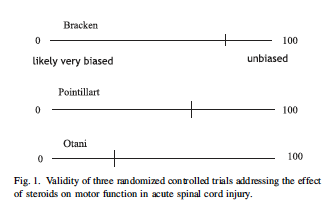 Bracken
0 100
likely very biased unbiased
Pointillart
0 100
Otani
0 100
Fig. 1. Validity of three randomized controlled trials addressing the effect
of steroids on motor function in acute spinal cord injury.